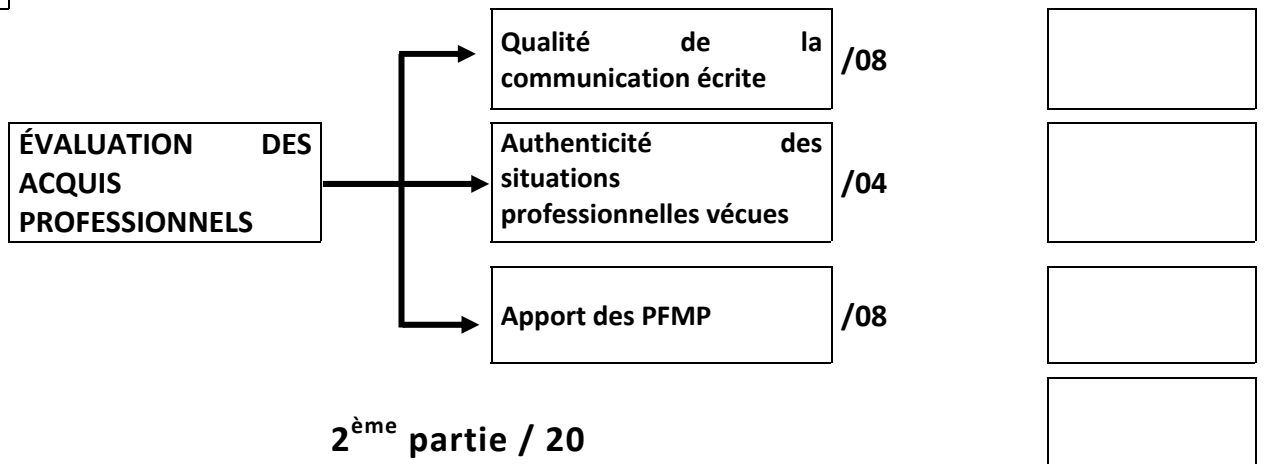 Qualité de la
communication écrite
/08
ÉVALUATION DES
ACQUIS
PROFESSIONNELS
Authenticité des
situations
professionnelles vécues
/04
Apport des PFMP
/08
2ème partie / 20